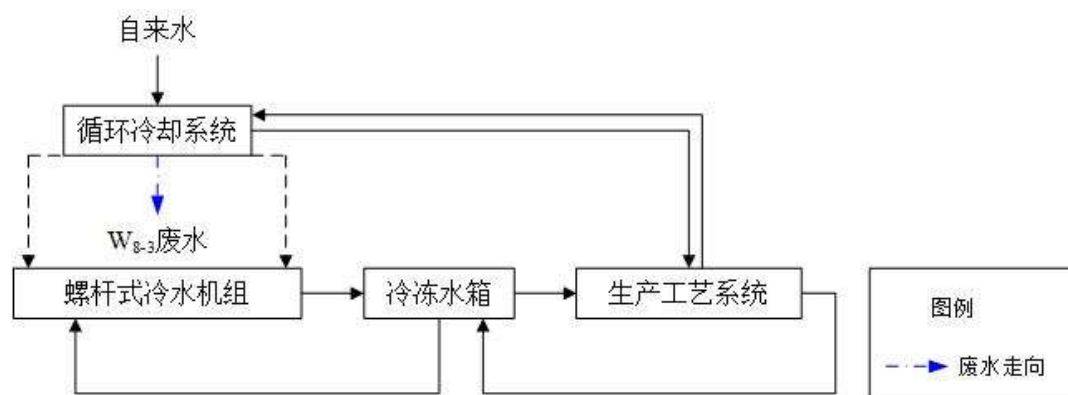 自来水
循环冷却系统
W8-3废水
螺杆式冷水机组
冷冻水箱
生产工艺系统
图例
废水走向